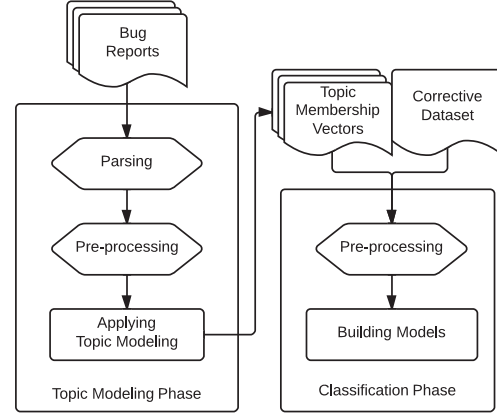 Bug
Reports
Parsing
Pre-processing
Applying
Topic Modeling
Topic Modeling Phase
Topic
Membership
Vectors
Corrective
Dataset
Pre-processing
Building Models
Classification Phase